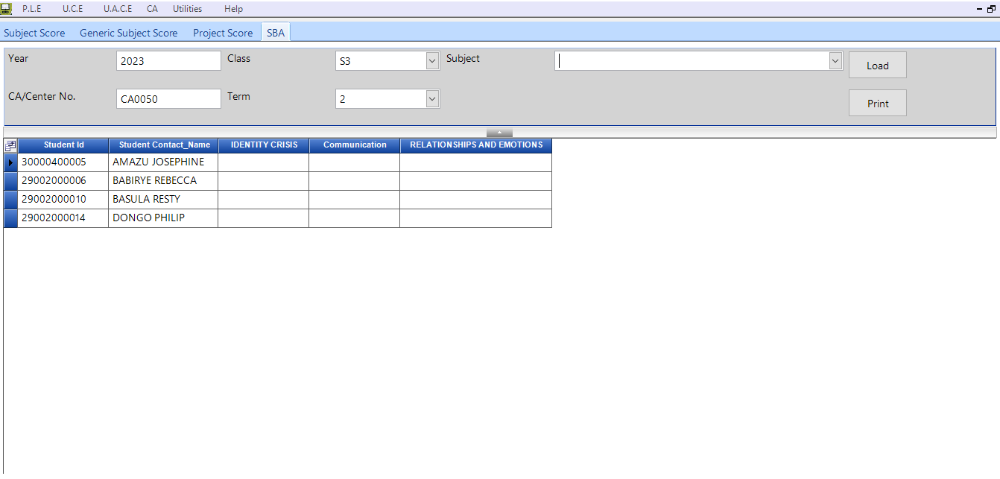 P.L.E U.C.E U.A.C.E CA Utilities Help
Subject Score Generic Subject Score Project Score SBA
Year 2023 Class S3 Subject Load
CA/Center No. CA0050 Term 2 Print
Student Id Student Contact_Name IDENTITY CRISIS Communication RELATIONSHIPS AND EMOTIONS
30000400005 AMAZU JOSEPHINE
29002000006 BABIRYE REBECCA
29002000010 BASULA RESTY
29002000014 DONGO PHILIP